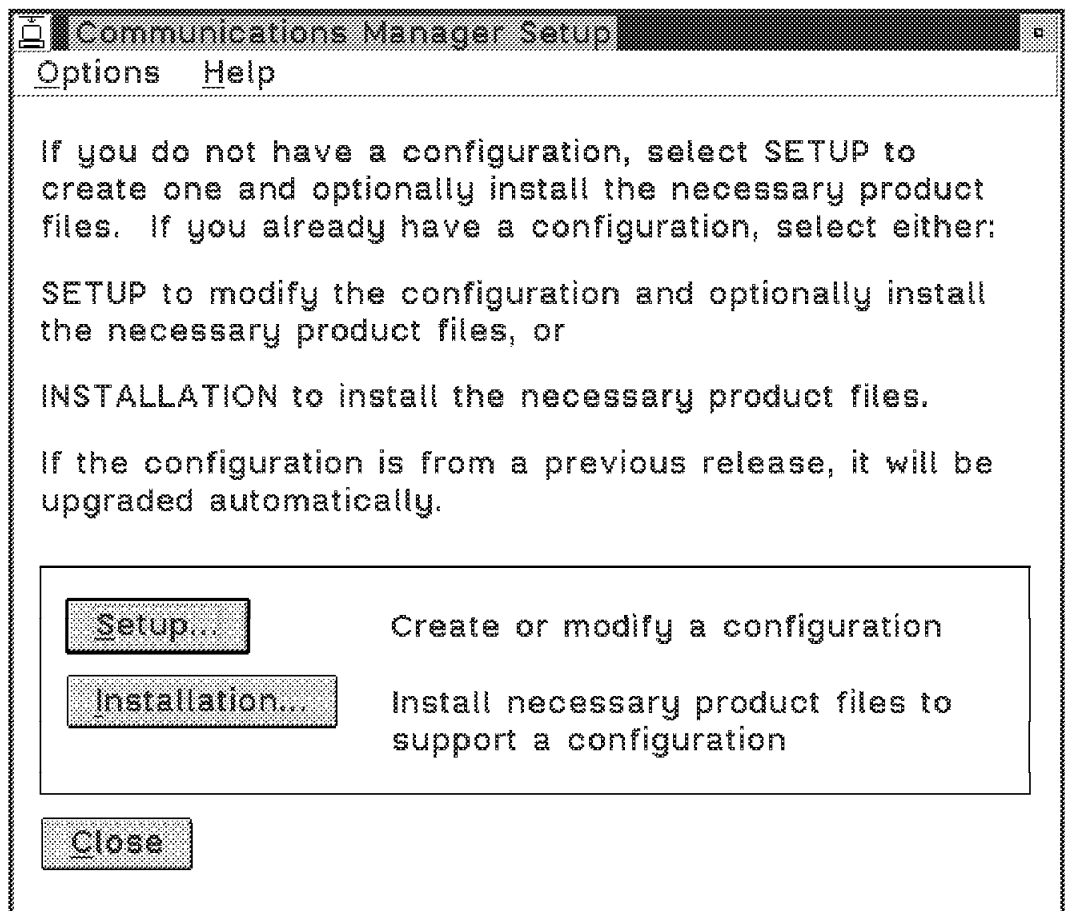 Communications Manager Setup
Options Help
If you do not have a configuration, select SETUP to
create one and optionally install the necessary product
files. If you already have a configuration, select either:
SETUP to modify the configuration and optionally install
the necessary product files, or
INSTALLATION to install the necessary product files.
If the configuration is from a previous release, it will be
upgraded automatically.
Setup... Create or modify a configuration
Installation... Install necessary product files to
support a configuration
Close